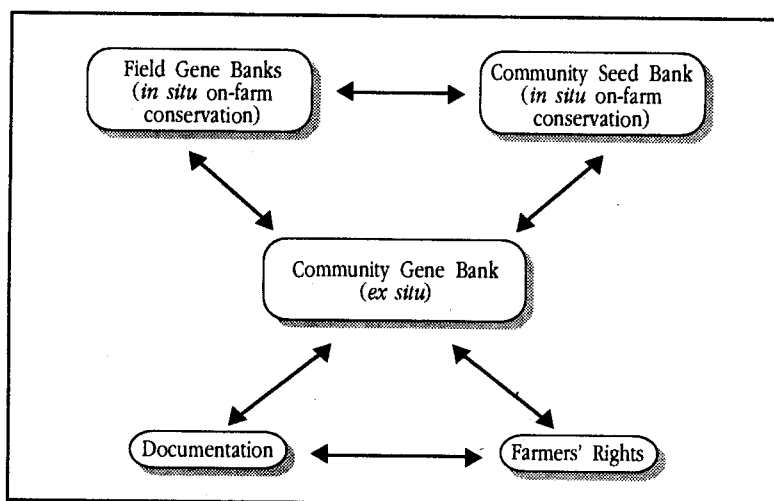 Field Gene Banks
(in situ on-farm
conservation)
Community Seed Bank
(in situ on-farm
conservation)
Community Gene Bank
(ex situ)
Documentation
Farmers' Rights